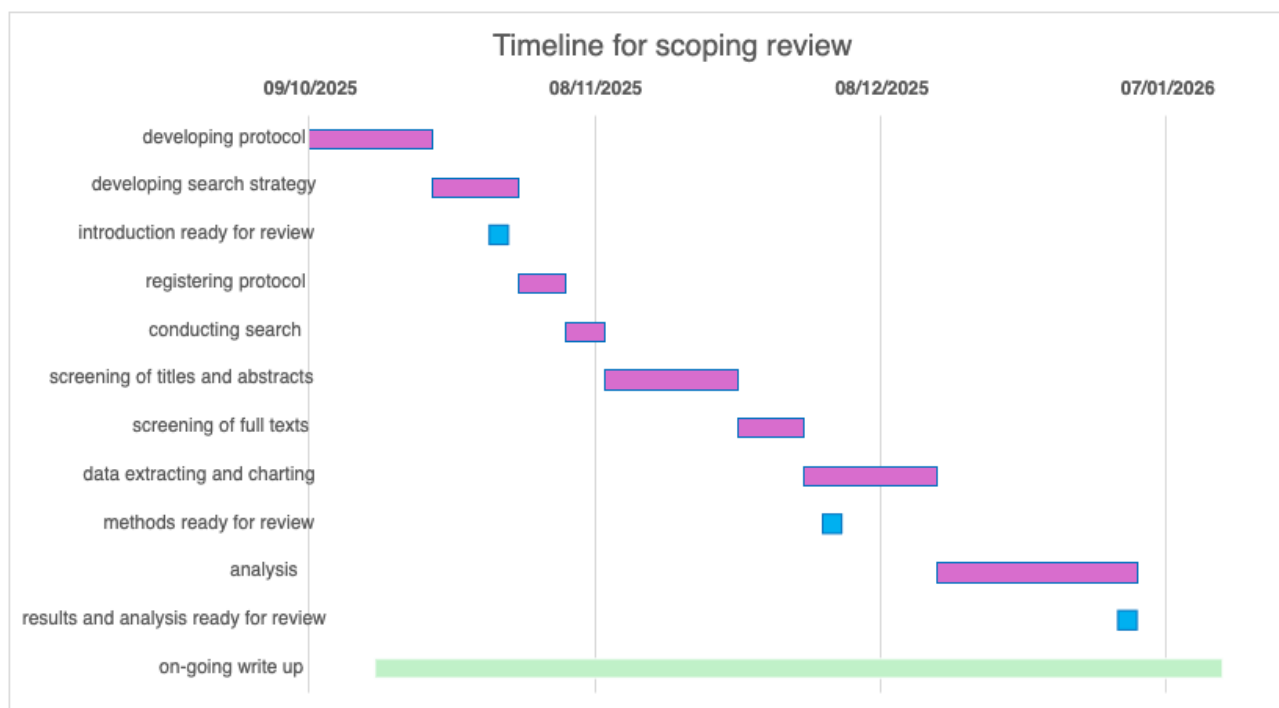 Timeline for scoping review
09/10/2025 08/11/2025 08/12/2025 07/01/2026
developing protocol
developing search strategy
introduction ready for review
registering protocol
conducting search
screening of titles and abstracts
screening of full texts
data extracting and charting
methods ready for review
analysis
results and analysis ready for review
on-going write up